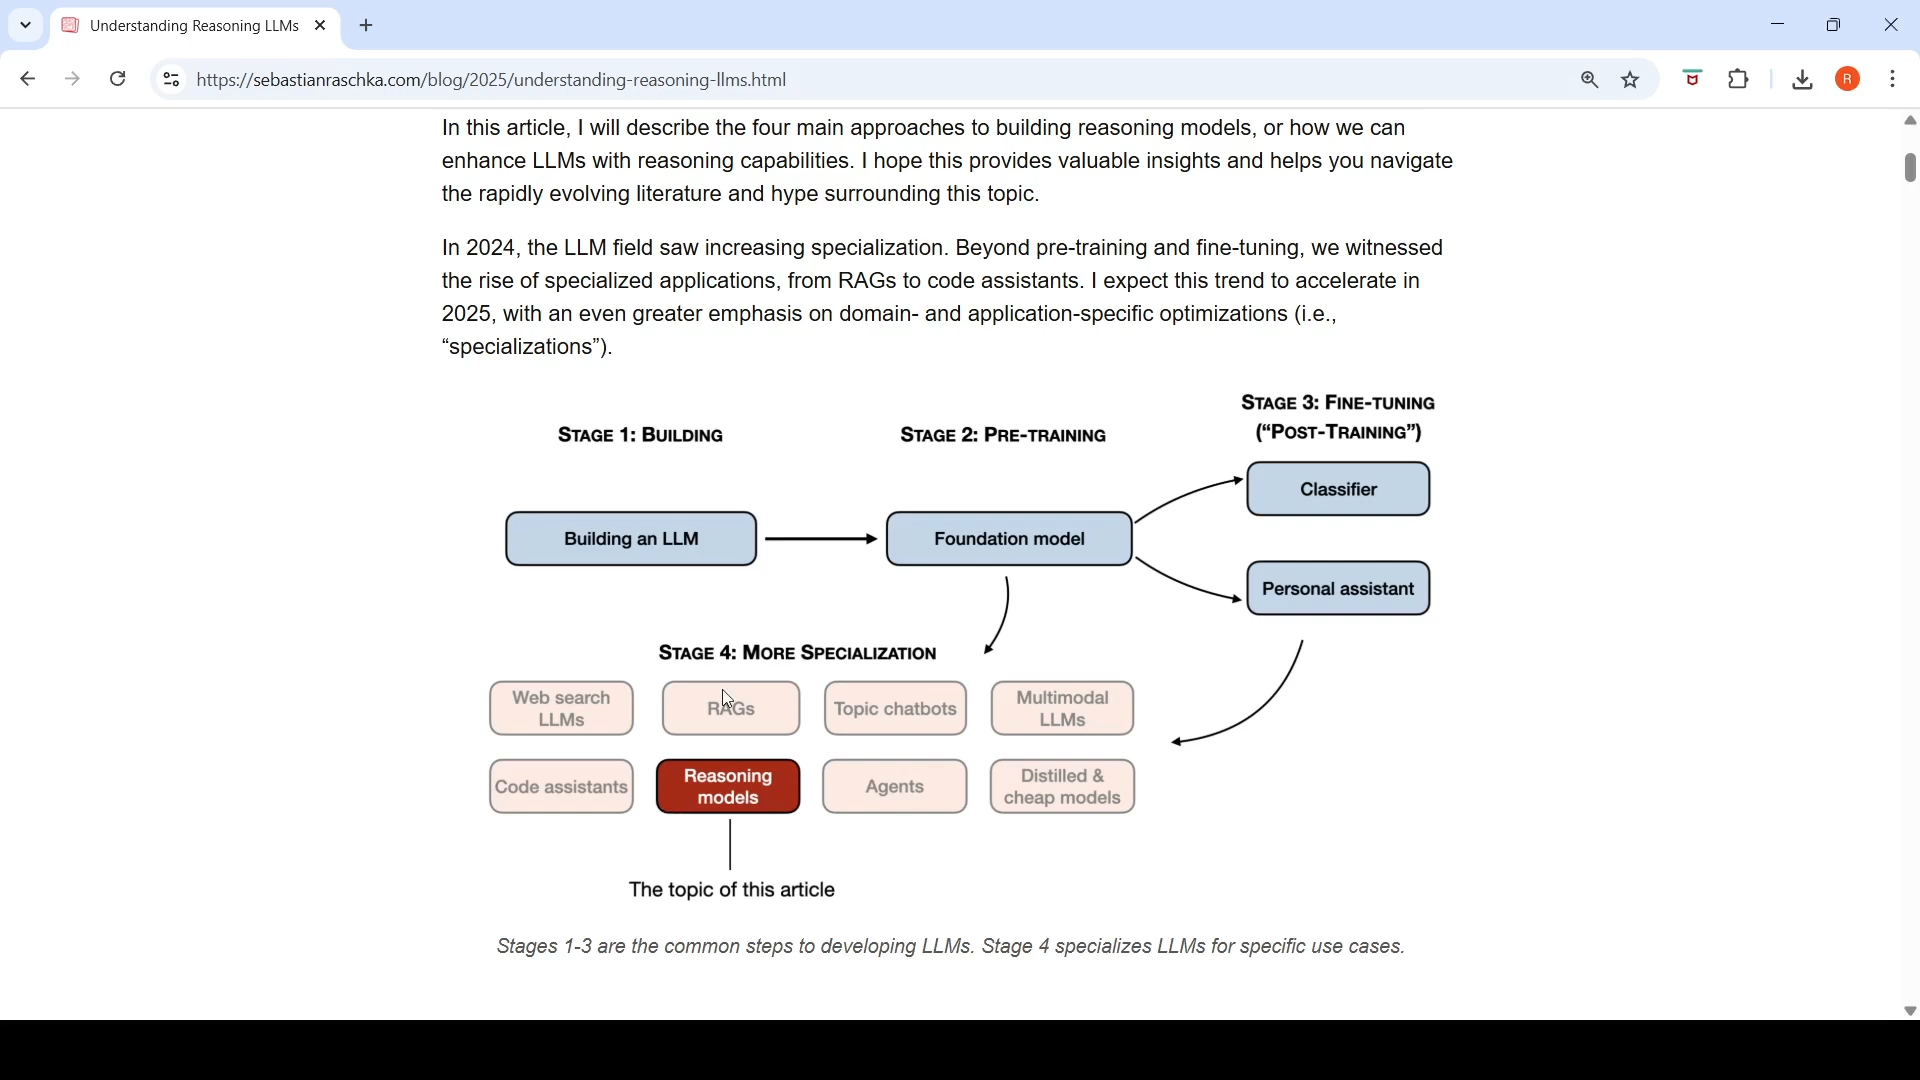 Understanding Reasoning LLMs
https://sebastianraschka.com/blog/2025/understanding-reasoning-llms.html
R
In this article, I will describe the four main approaches to building reasoning models, or how we can
enhance LLMs with reasoning capabilities. I hope this provides valuable insights and helps you navigate
the rapidly evolving literature and hype surrounding this topic.
In 2024, the LLM field saw increasing specialization. Beyond pre-training and fine-tuning, we witnessed
the rise of specialized applications, from RAGs to code assistants. I expect this trend to accelerate in
2025, with an even greater emphasis on domain- and application-specific optimizations (i.e.,
“specializations”).
STAGE 1: BUILDING
STAGE 2: PRE-TRAINING
STAGE 3: FINE-TUNING
(“POST-TRAINING”)
Building an LLM
Foundation model
Classifier
Personal assistant
STAGE 4: MORE SPECIALIZATION
Web search
LLMs
RAGs
Topic chatbots
Multimodal
LLMs
Code assistants
Reasoning
models
Agents
Distilled &
cheap models
The topic of this article
Stages 1-3 are the common steps to developing LLMs. Stage 4 specializes LLMs for specific use cases.